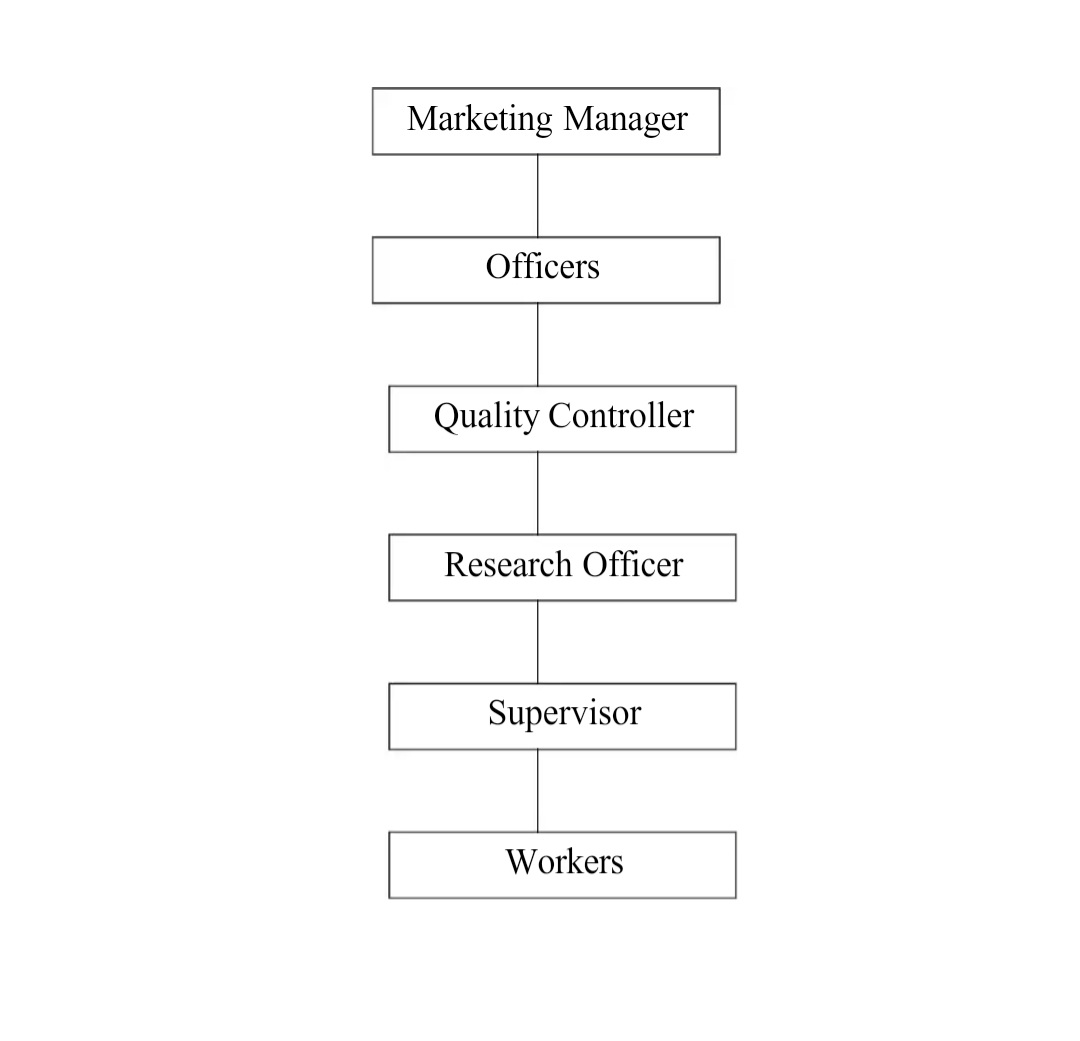 Marketing Manager
Officers
Quality Controller
Research Officer
Supervisor
Workers